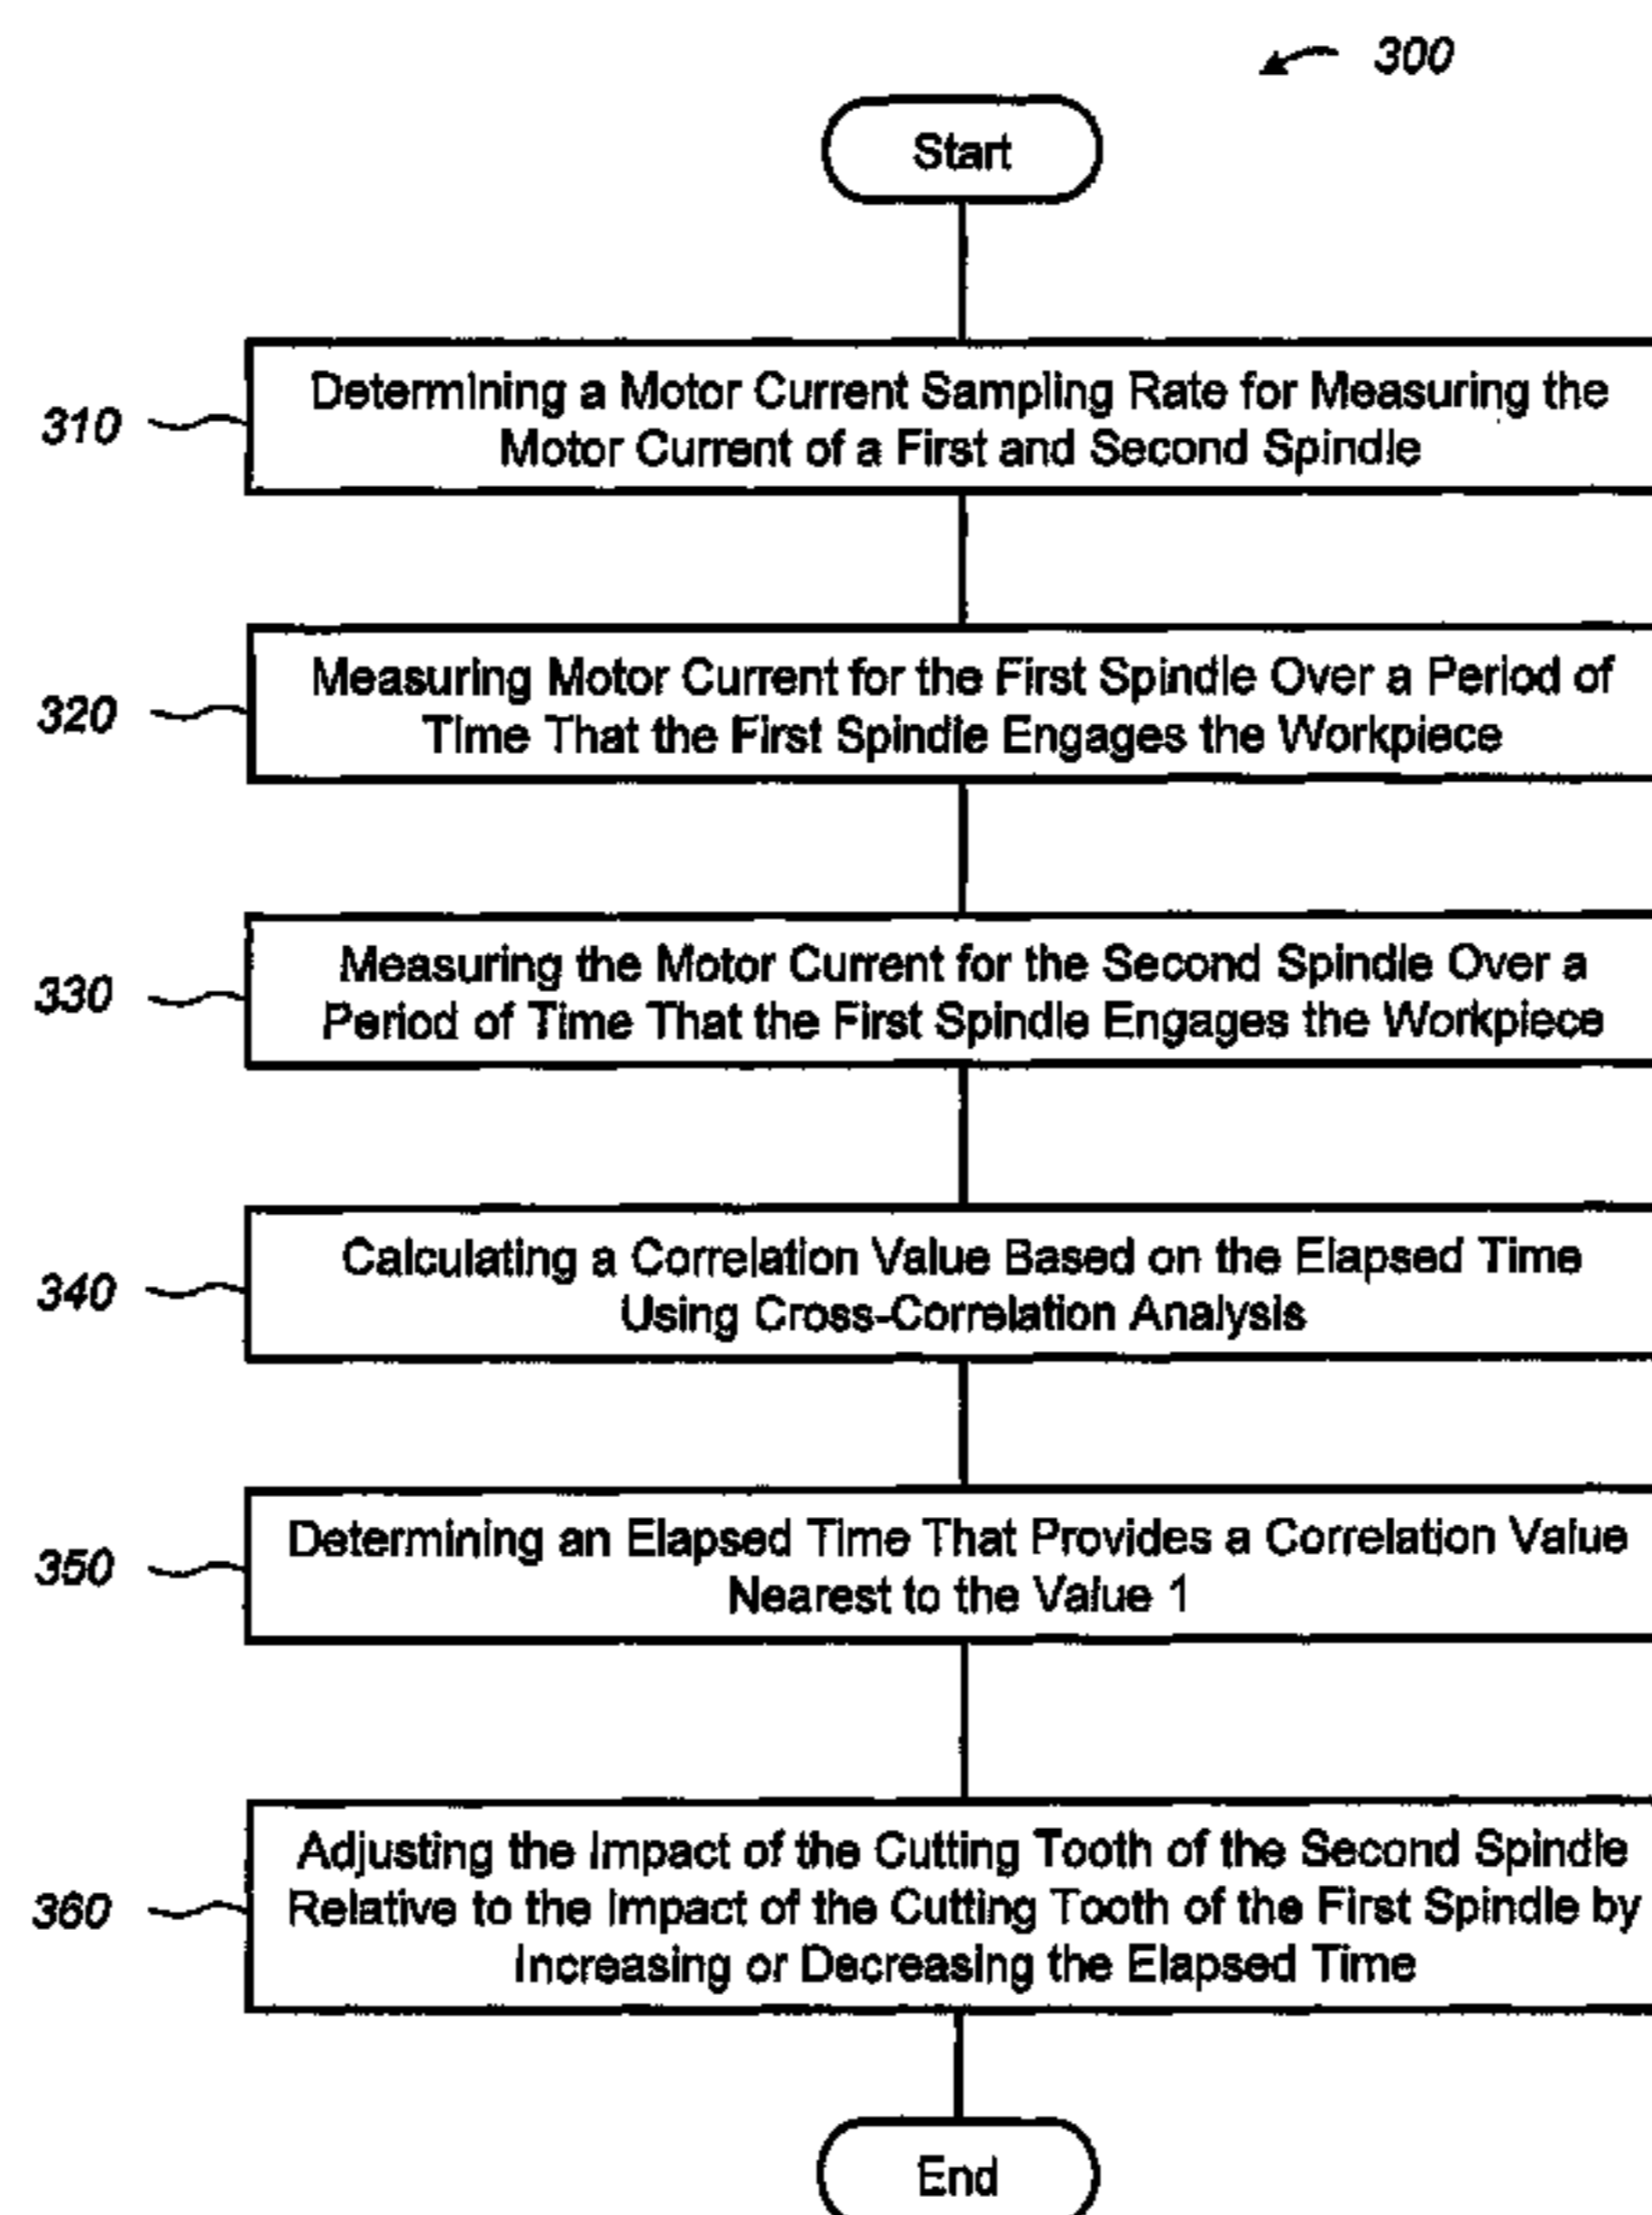 300
Start
310
Determining a Motor Current Sampling Rate for Measuring the
Motor Current of a First and Second Spindle
320
Measuring Motor Current for the First Spindle Over a Period of
Time That the First Spindle Engages the Workpiece
330
Measuring the Motor Current for the Second Spindle Over a
Period of Time That the First Spindle Engages the Workpiece
340
Calculating a Correlation Value Based on the Elapsed Time
Using Cross-Correlation Analysis
350
Determining an Elapsed Time That Provides a Correlation Value
Nearest to the Value 1
360
Adjusting the Impact of the Cutting Tooth of the Second Spindle
Relative to the Impact of the Cutting Tooth of the First Spindle by
Increasing or Decreasing the Elapsed Time
End